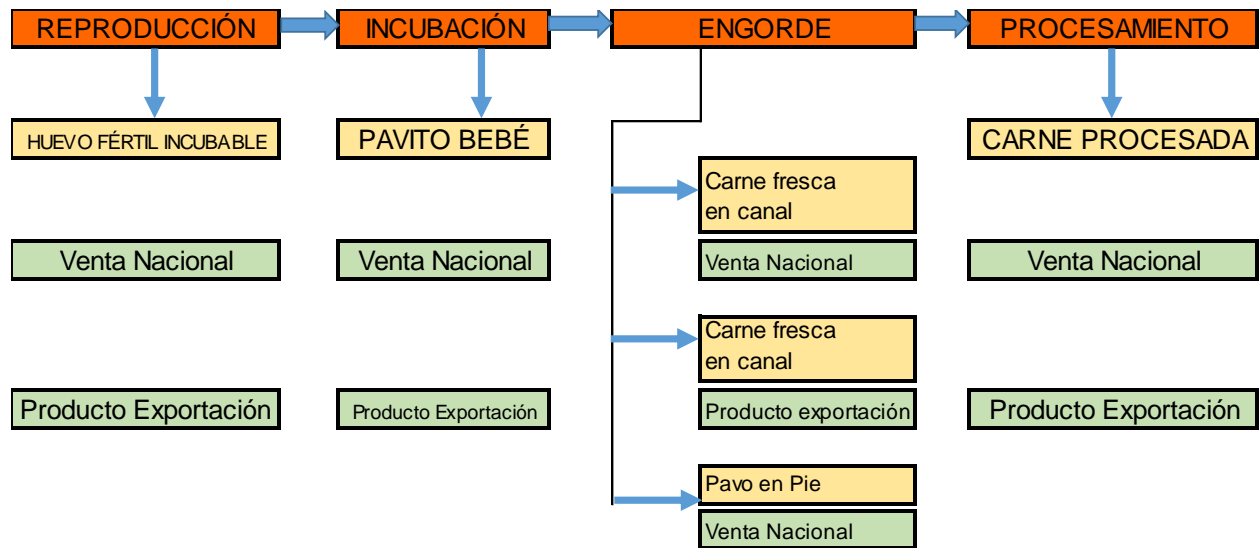 REPRODUCCIÓN
INCUBACIÓN
ENGORDE
PROCESAMIENTO
HUEVO FÉRTIL INCUBABLE
PAVITO BEBÉ
CARNE PROCESADA
Carne fresca
en canal
Venta Nacional
Venta Nacional
Venta Nacional
Venta Nacional
Carne fresca
en canal
Producto Exportación
Producto Exportación
Producto exportación
Producto Exportación
Pavo en Pie
Venta Nacional